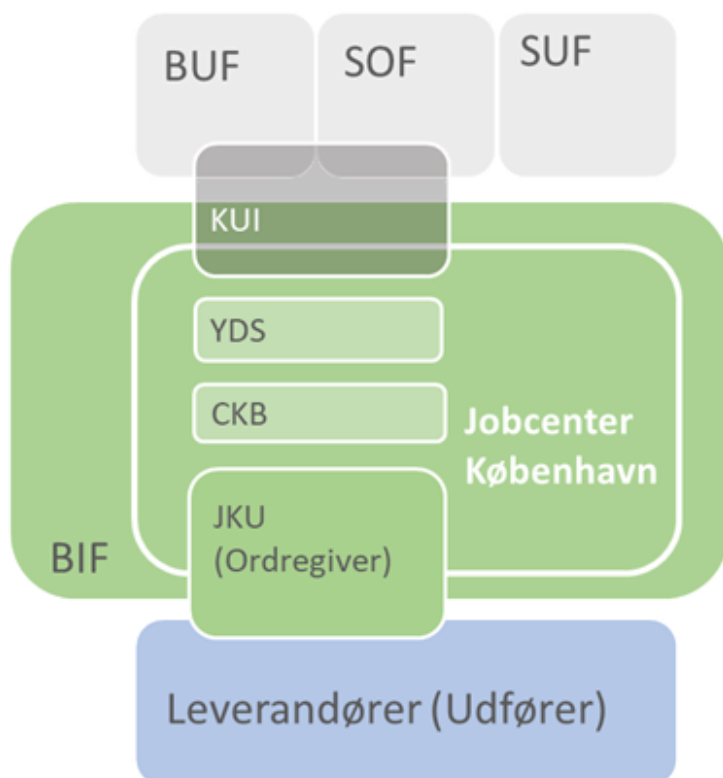 BUF
SOF
SUF
KUI
YDS
CKB
Jobcenter
København
JKU
(Ordregiver)
BIF
Leverandører (Udfører)